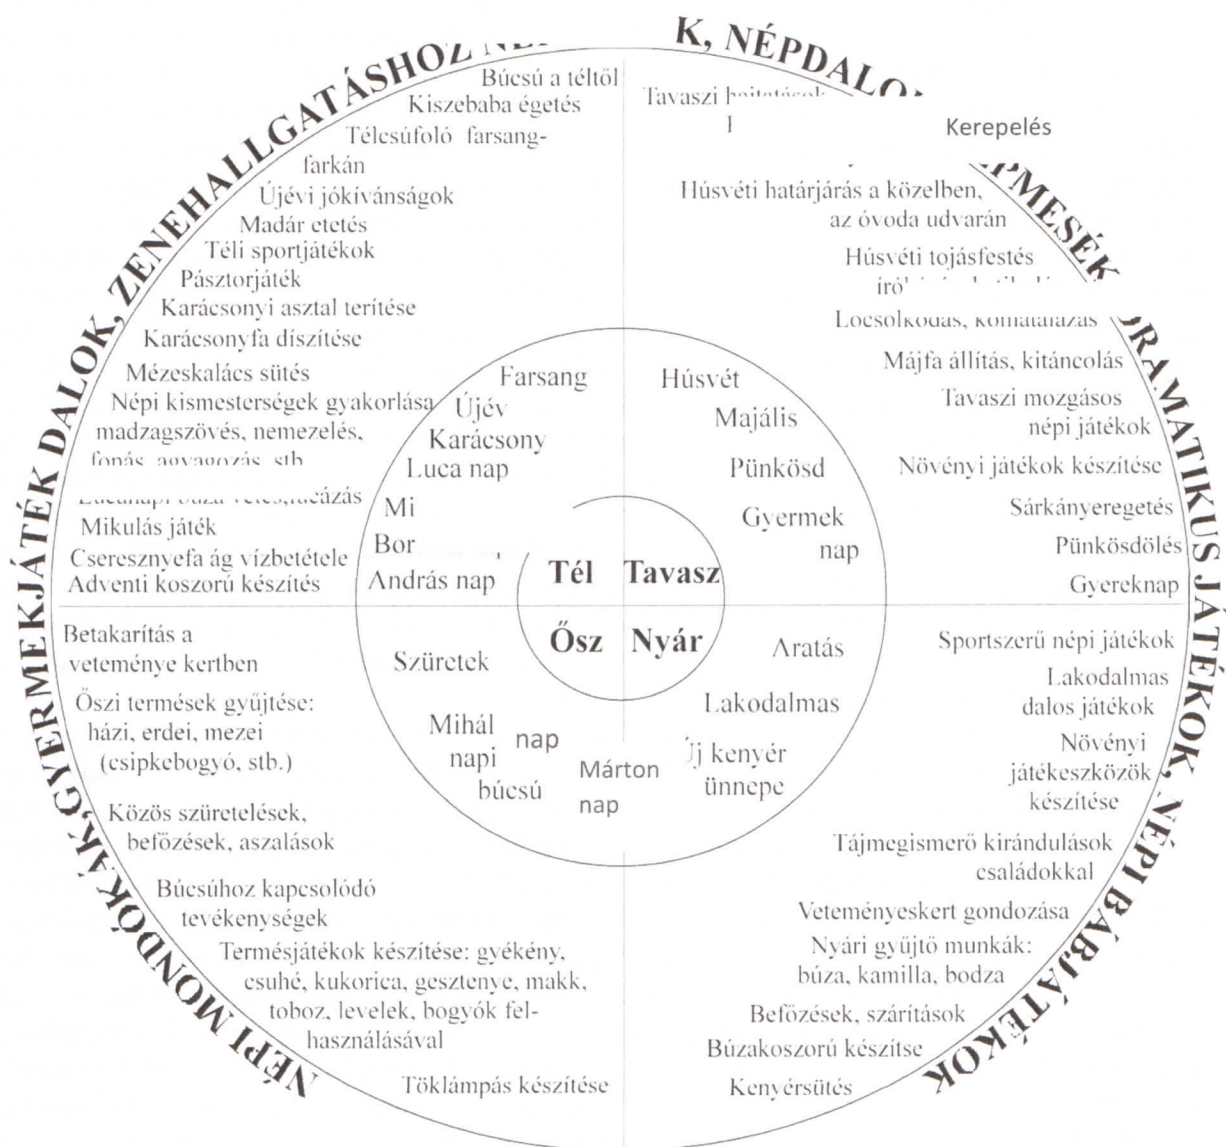 NÉPI MONDÓKÁK, GYERMEKJÁTÉK DALOK, ZENEHALLGATÁSHOZ
K, NÉPDALOK
DRAMATIKUS JÁTÉKOK, NÉPI BÁBJÁTÉKOK
Búcsú a téltől
Kiszebaba égetés
Télcsúfoló farsang-
farkán
Újévi jókívánságok
Madár etetés
Téli sportjátékok
Pásztorjáték
Karácsonyi asztal terítése
Karácsonyfa díszítése
Mézeskalács sütés
Népi kismesterségek gyakorlása
madzagszövés, nemezelés,
fonás, agyagozás, stb
Mikulás játék
Cseresznyefa ág vízbetétele
Adventi koszorú készítés
Farsang
Újév
Karácsony
Luca nap
Mi
Bor
András nap
Tél
Tavaszi
Kerepelés
Húsvéti határjárás a közelben,
az óvoda udvarán
Húsvéti tojásfestés
Locsolkodás, komatálazás
Májfa állítás, kitáncolás
Tavaszi mozgásos
népi játékok
Növényi játékok készítése
Sárkányeregetés
Pünkösdölés
Gyereknap
Húsvét
Majális
Pünkösd
Gyermek
nap
Tavasz
Ősz
Szüretek
Mihál
napi
búcsú
nap
Márton
nap
Betakarítás a
veteménye kertben
Őszi termések gyűjtése:
házi, erdei, mezei
(csipkebogyó, stb.)
Közös szüretelések,
befőzések, aszalások
Búcsúhoz kapcsolódó
tevékenységek
Termésjátékok készítése: gyékény,
csuhé, kukorica, gesztenye, makk,
toboz, levelek, bogyók fel-
használásával
Töklámpás készítése
Nyár
Aratás
Lakodalmas
Új kenyér
ünnepe
Sportszerű népi játékok
Lakodalmas
dalos játékok
Növényi
játékeszközök
készítése
Tájmegismerő kirándulások
családokkal
Veteményeskert gondozása
Nyári gyűjtő munkák:
búza, kamilla, bodza
Befőzések, szárítások
Búzakoszorú készítse
Kenyérsütés